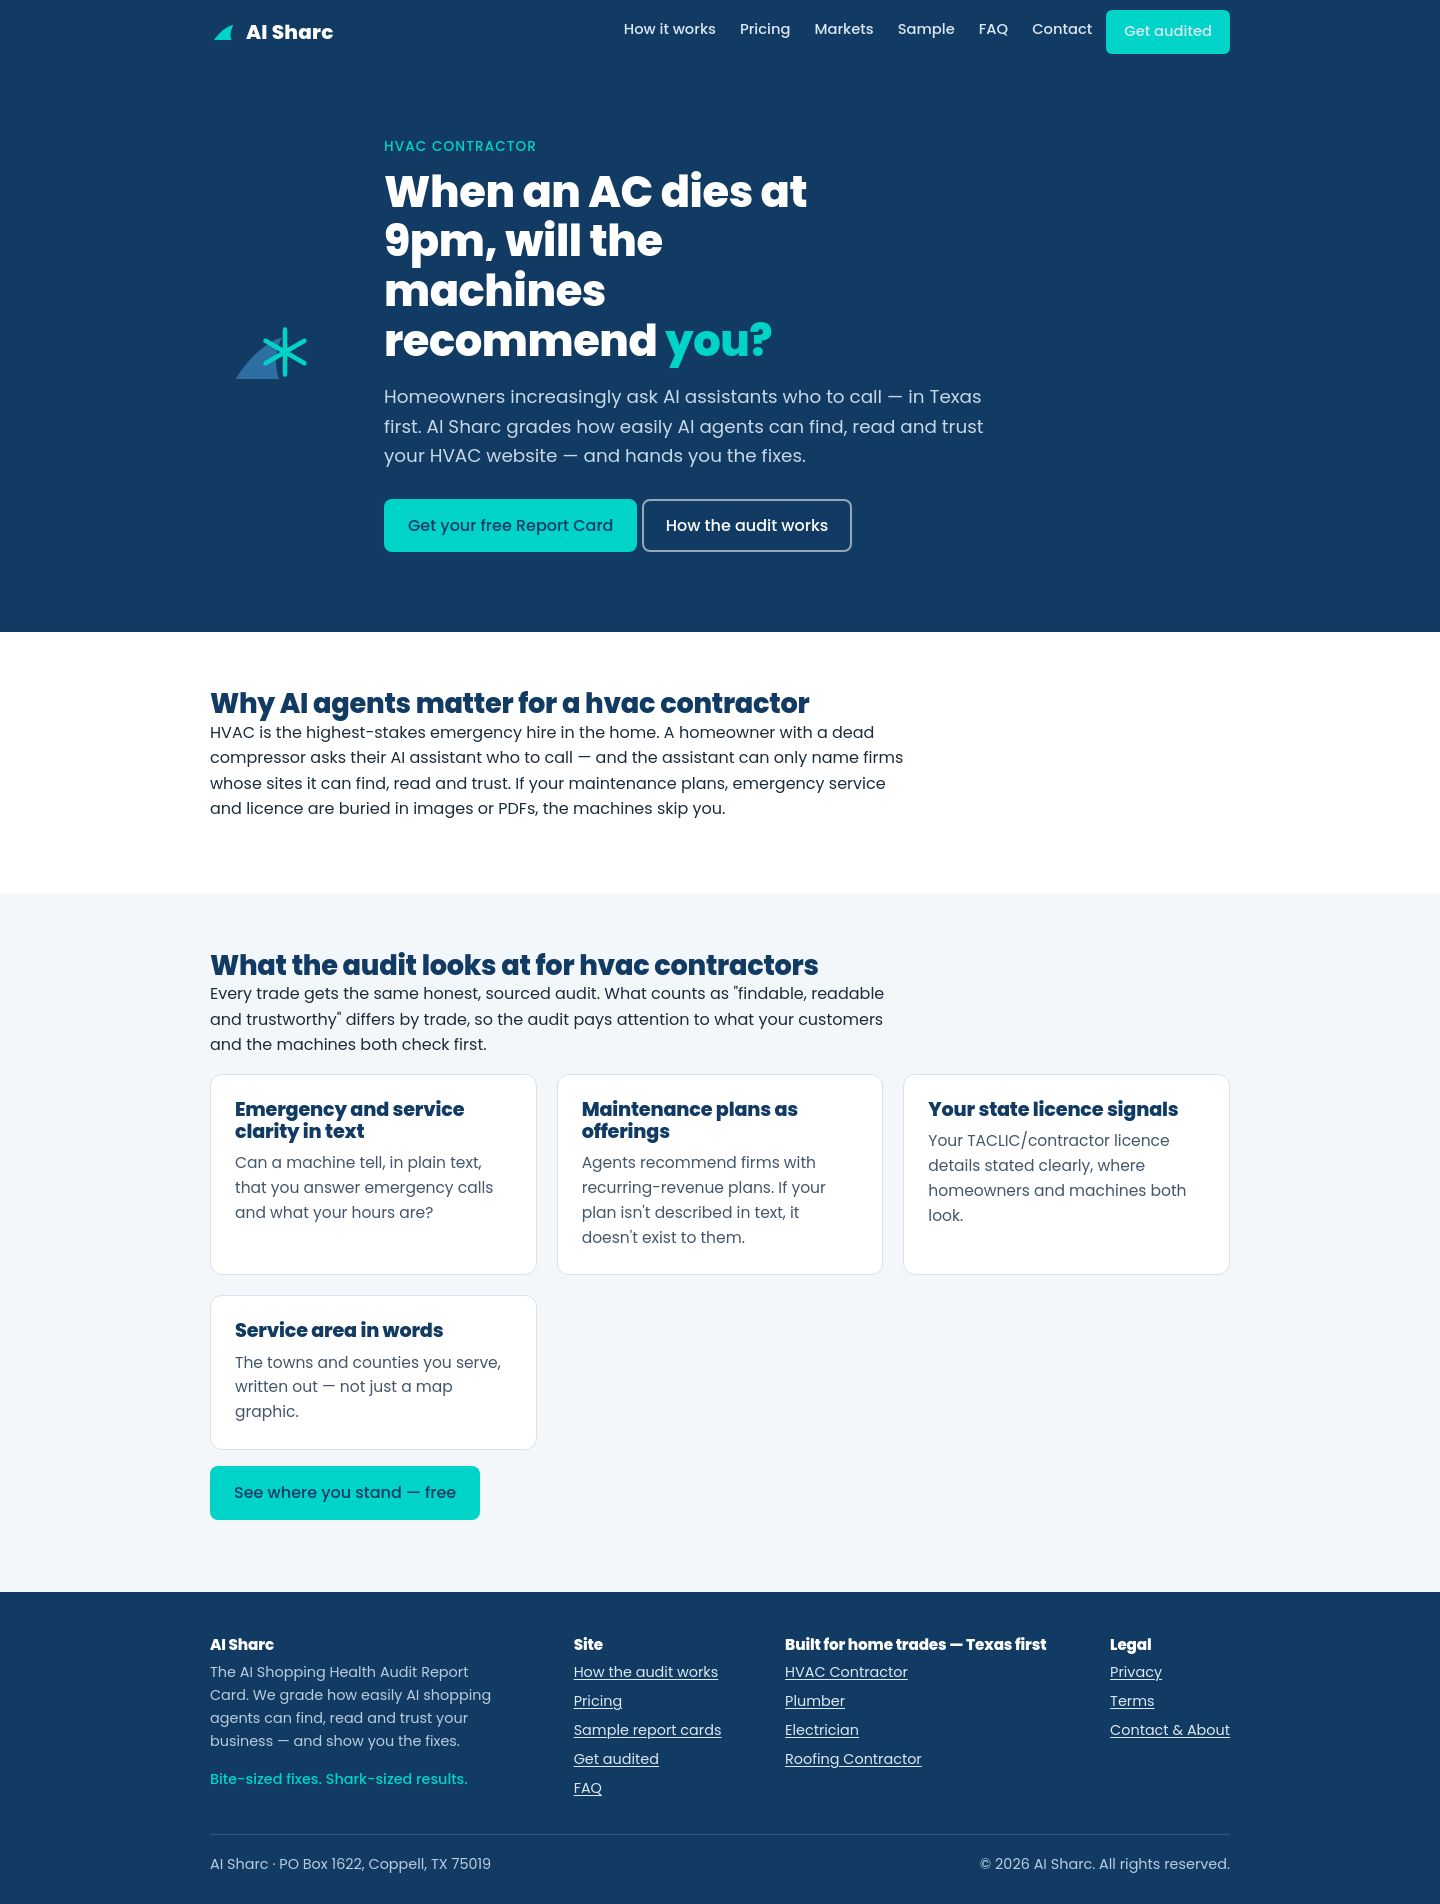 AI Sharc
How it works
Pricing
Markets
Sample
FAQ
Contact
Get audited
HVAC CONTRACTOR
When an AC dies at
9pm, will the
machines
recommend you?
Homeowners increasingly ask AI assistants who to call — in Texas
first. AI Sharc grades how easily AI agents can find, read and trust
your HVAC website — and hands you the fixes.
Get your free Report Card
How the audit works
Why AI agents matter for a hvac contractor
HVAC is the highest-stakes emergency hire in the home. A homeowner with a dead
compressor asks their AI assistant who to call — and the assistant can only name firms
whose sites it can find, read and trust. If your maintenance plans, emergency service
and licence are buried in images or PDFs, the machines skip you.
What the audit looks at for hvac contractors
Every trade gets the same honest, sourced audit. What counts as "findable, readable
and trustworthy" differs by trade, so the audit pays attention to what your customers
and the machines both check first.
Emergency and service
clarity in text
Can a machine tell, in plain text,
that you answer emergency calls
and what your hours are?
Maintenance plans as
offerings
Agents recommend firms with
recurring-revenue plans. If your
plan isn't described in text, it
doesn't exist to them.
Your state licence signals
Your TACLIC/contractor licence
details stated clearly, where
homeowners and machines both
look.
Service area in words
The towns and counties you serve,
written out — not just a map
graphic.
See where you stand — free
AI Sharc
The AI Shopping Health Audit Report
Card. We grade how easily AI shopping
agents can find, read and trust your
business — and show you the fixes.
Bite-sized fixes. Shark-sized results.
Site
How the audit works
Pricing
Sample report cards
Get audited
FAQ
Built for home trades — Texas first
HVAC Contractor
Plumber
Electrician
Roofing Contractor
Legal
Privacy
Terms
Contact & About
AI Sharc · PO Box 1622, Coppell, TX 75019
© 2026 AI Sharc. All rights reserved.